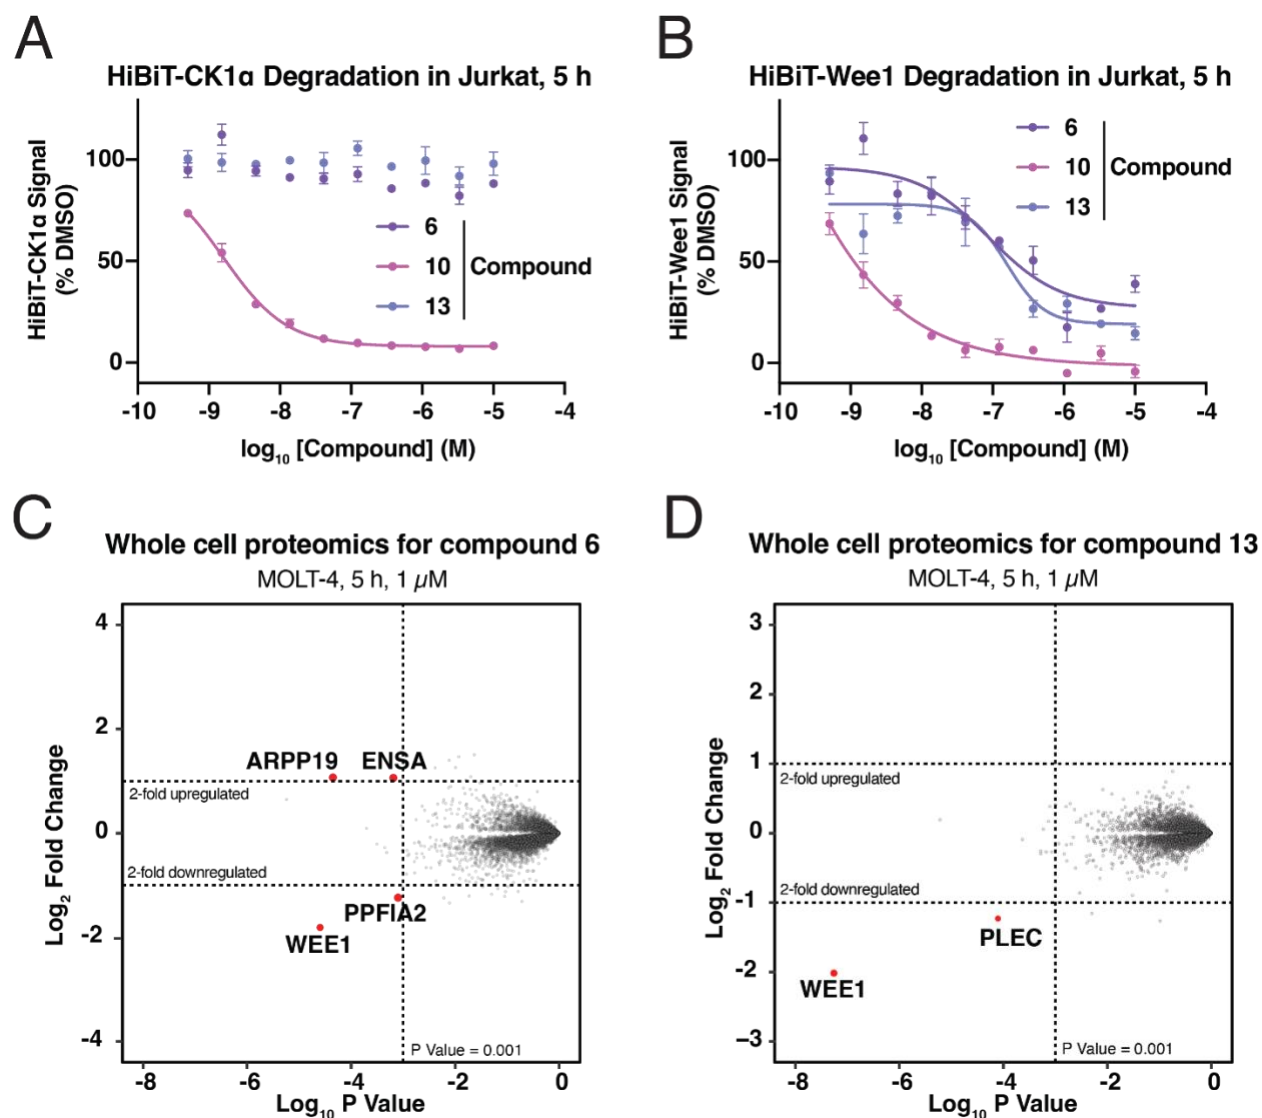 A
HiBiT-CK1α Degradation in Jurkat, 5 h
HiBiT-CK1α Signal
(% DMSO)
100
50
0
6
10
13
Compound
-10 -9 -8 -7 -6 -5 -4
log10 [Compound] (M)
B
HiBiT-Wee1 Degradation in Jurkat, 5 h
HiBiT-Wee1 Signal
(% DMSO)
100
50
0
6
10
13
Compound
-10 -9 -8 -7 -6 -5 -4
log10 [Compound] (M)
C
Whole cell proteomics for compound 6
MOLT-4, 5 h, 1 µM
Log2 Fold Change
4
2
0
-2
-4
ARPP19 ENSA
2-fold upregulated
2-fold downregulated
PPFIA2
WEE1
P Value = 0.001
-8 -6 -4 -2 0
Log10 P Value
D
Whole cell proteomics for compound 13
MOLT-4, 5 h, 1 µM
Log2 Fold Change
3
2
1
0
-1
-2
-3
2-fold upregulated
2-fold downregulated
PLEC
WEE1
P Value = 0.001
-8 -6 -4 -2 0
Log10 P Value